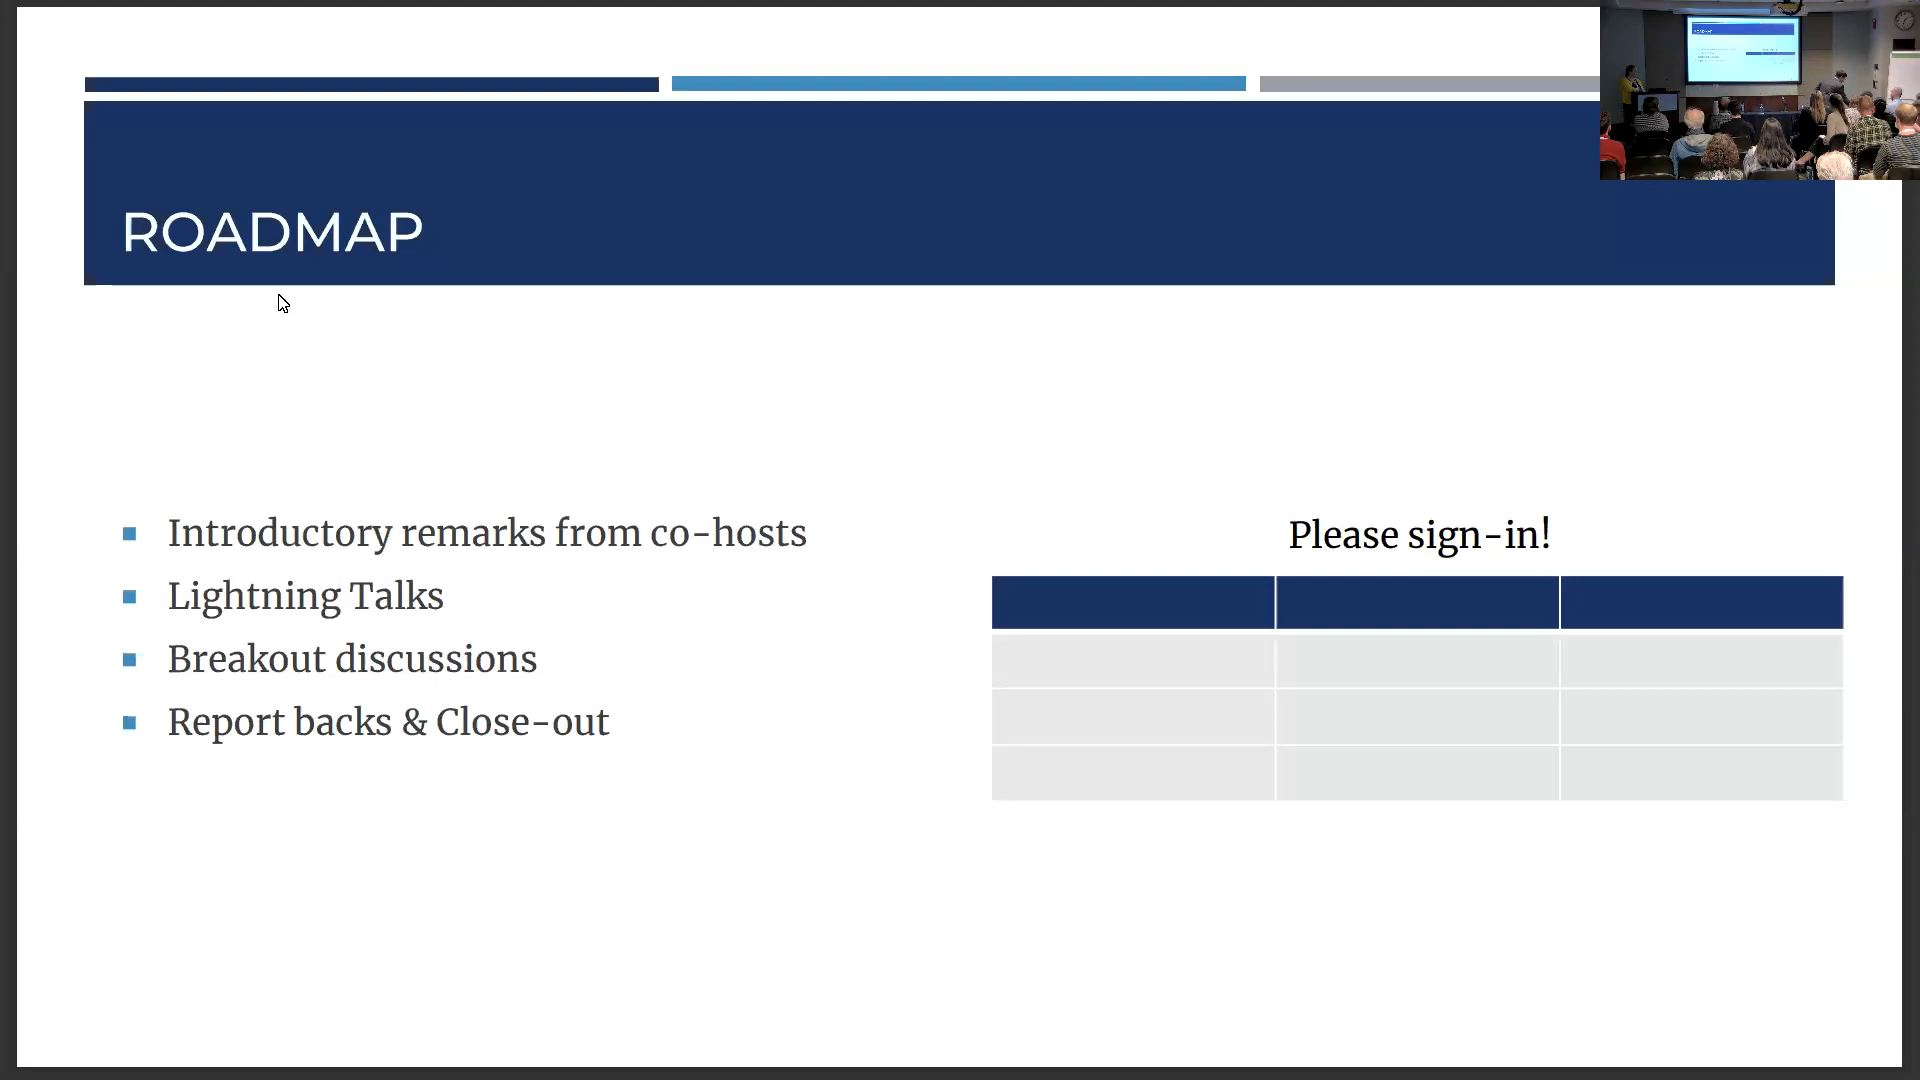 ROADMAP
Introductory remarks from co-hosts
Lightning Talks
Breakout discussions
Report backs & Close-out
Please sign-in!